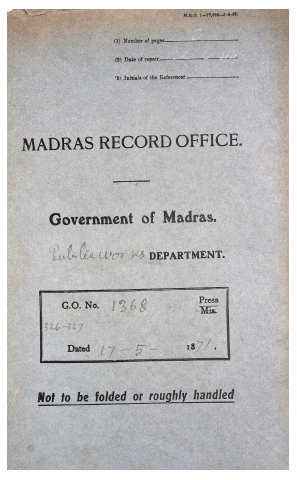 M.R.O. 1—
(1) Number of pages
(2) Date of repair
(3) Initials of the Referencer
MADRAS RECORD OFFICE.
Government of Madras.
Public works DEPARTMENT.
G.O. No. 1368 Press
Mis.
326-327
Dated 17-5- 1871.
Not to be folded or roughly handled